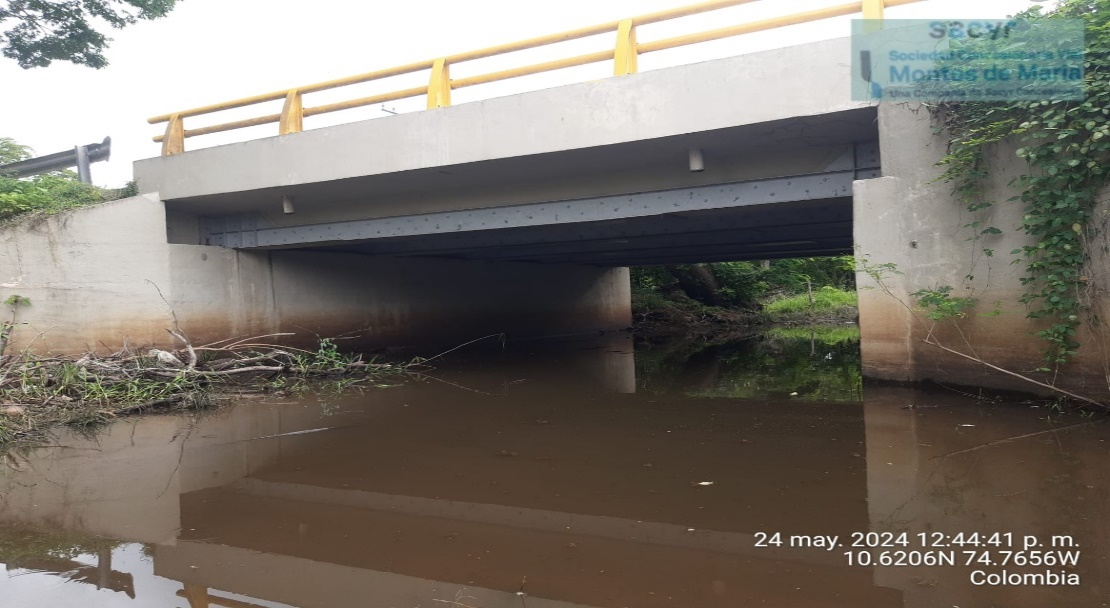 sacyr
Sociedad Concesionaria Vial
Montes de María
Una Compañía de Sacyr Concesiones
24 may. 2024 12:44:41 p. m.
10.6206N 74.7656W
Colombia